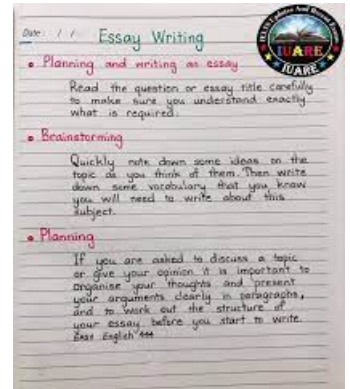 Date: / /
Essay Writing
IUARE
IUARE
• Planning and writing an essay
Read the question or essay title carefully
to make sure you understand exactly
what is required.
• Brainstorming
Quickly note down some ideas on the
topic as you think of them. Then write
down some vocabulary that you know
you will need to write about this
subject.
• Planning
If you are asked to discuss a topic
or give your opinion it is important to
organise your thoughts and present
your arguments clearly in paragraphs,
and to work out the structure of
your essay before you start to write.
Easy English